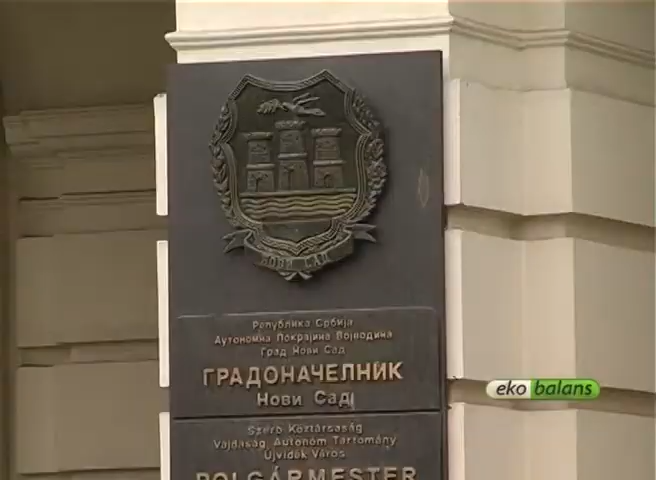 НОВИ САД
Република Србија
Аутономна Покрајина Војводина
Град Нови Сад
ГРАДОНАЧЕЛНИК
Нови Сад
eko balans
Szerb Köztársaság
Vajdaság Autonóm Tartomány
Újvidék Város
POLGÁRMESTER